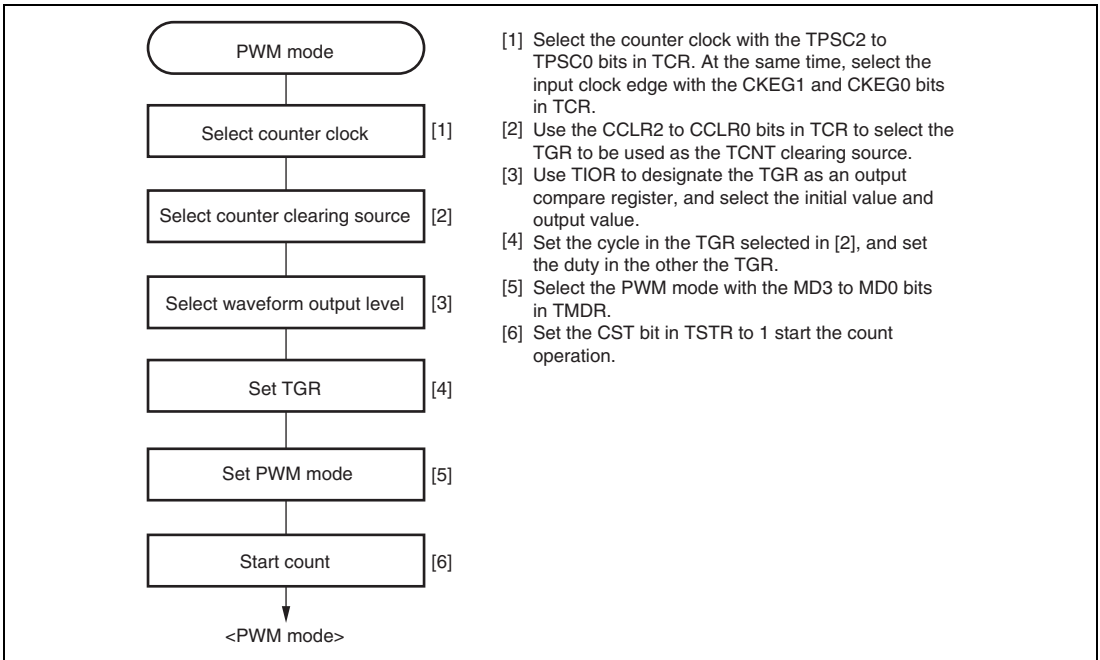 PWM mode
Select counter clock [1]
Select counter clearing source [2]
Select waveform output level [3]
Set TGR [4]
Set PWM mode [5]
Start count [6]
<PWM mode>
[1] Select the counter clock with the TPSC2 to
TPSC0 bits in TCR. At the same time, select the
input clock edge with the CKEG1 and CKEG0 bits
in TCR.
[2] Use the CCLR2 to CCLR0 bits in TCR to select the
TGR to be used as the TCNT clearing source.
[3] Use TIOR to designate the TGR as an output
compare register, and select the initial value and
output value.
[4] Set the cycle in the TGR selected in [2], and set
the duty in the other the TGR.
[5] Select the PWM mode with the MD3 to MD0 bits
in TMDR.
[6] Set the CST bit in TSTR to 1 start the count
operation.